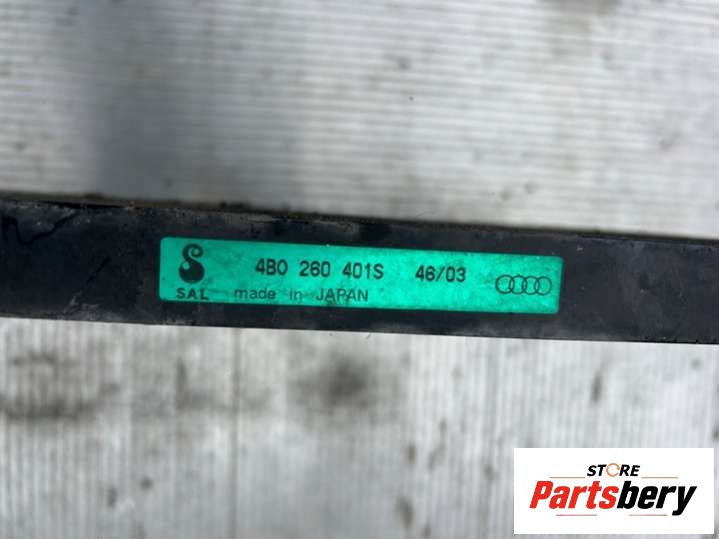 4B0 260 401S 46/03
SAL made in JAPAN
STORE
Partsbery